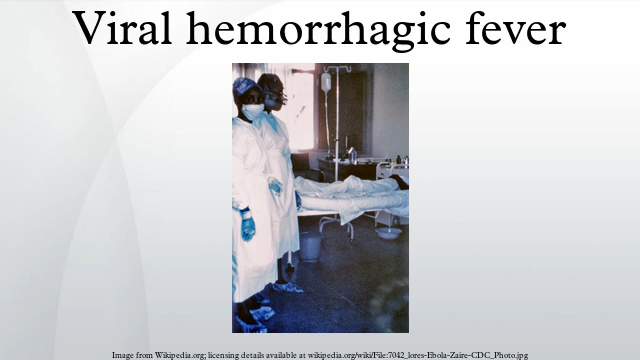 Viral hemorrhagic fever
Image from Wikipedia.org; licensing details available at wikipedia.org/wiki/File:7042_lores-Ebola-Zaire-CDC_Photo.jpg